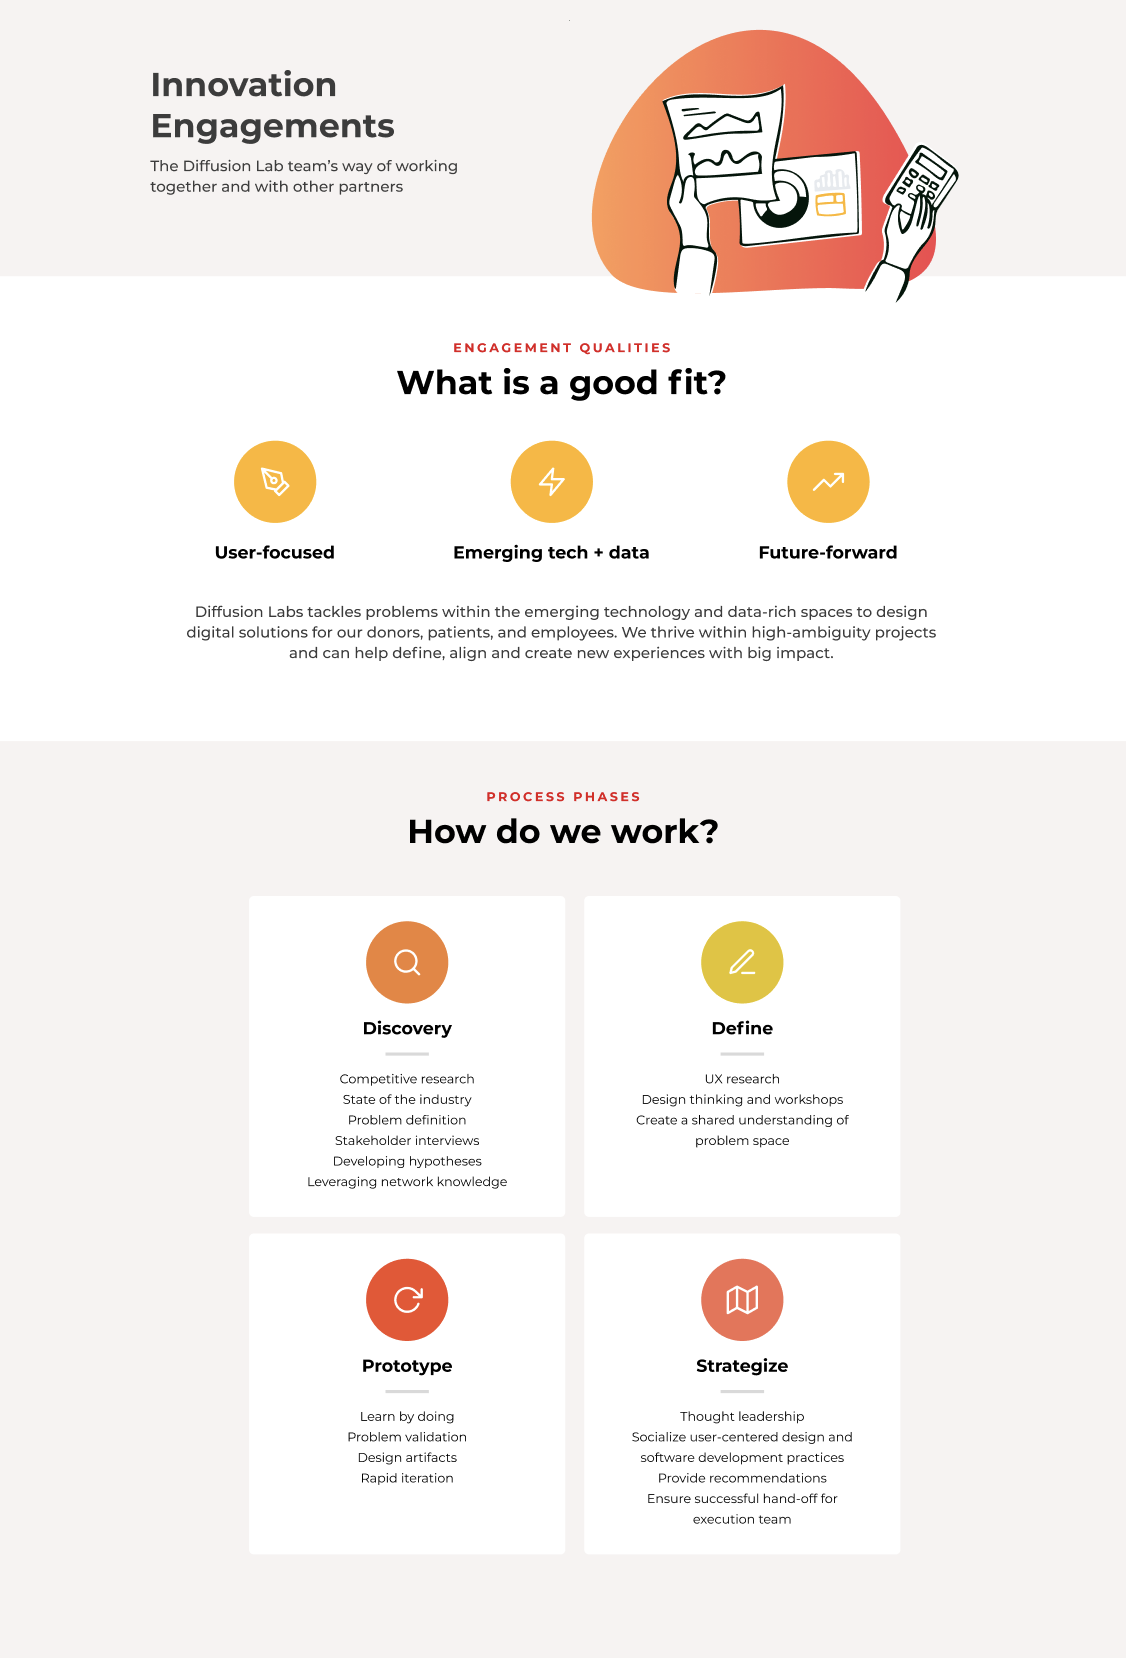 Innovation
Engagements
The Diffusion Lab team's way of working
together and with other partners
ENGAGEMENT QUALITIES
What is a good fit?
User-focused
Emerging tech + data
Future-forward
Diffusion Labs tackles problems within the emerging technology and data-rich spaces to design
digital solutions for our donors, patients, and employees. We thrive within high-ambiguity projects
and can help define, align and create new experiences with big impact.
PROCESS PHASES
How do we work?
Discovery
Competitive research
State of the industry
Problem definition
Stakeholder interviews
Developing hypotheses
Leveraging network knowledge
Define
UX research
Design thinking and workshops
Create a shared understanding of
problem space
Prototype
Learn by doing
Problem validation
Design artifacts
Rapid iteration
Strategize
Thought leadership
Socialize user-centered design and
software development practices
Provide recommendations
Ensure successful hand-off for
execution team